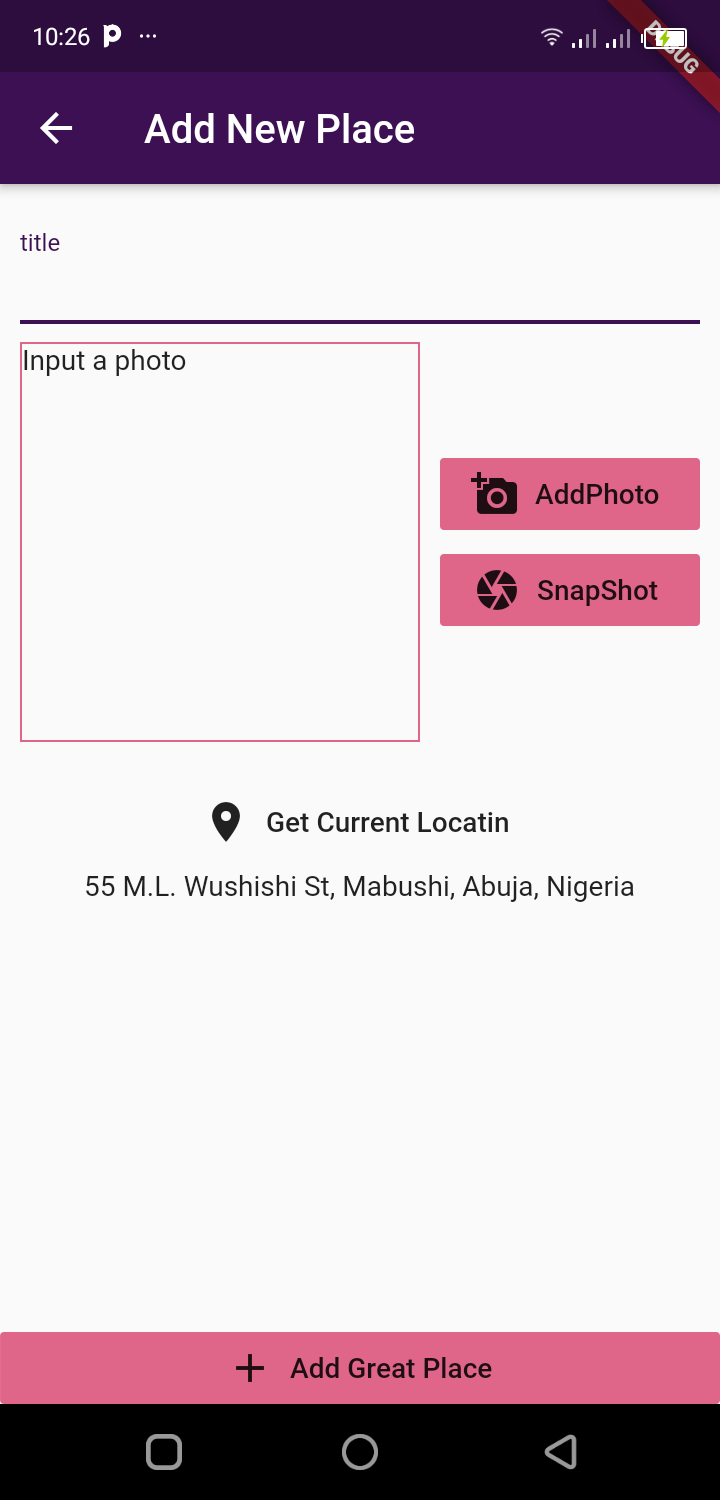 10:26
DEBUG
Add New Place
title
Input a photo
AddPhoto
SnapShot
Get Current Locatin
55 M.L. Wushishi St, Mabushi, Abuja, Nigeria
Add Great Place